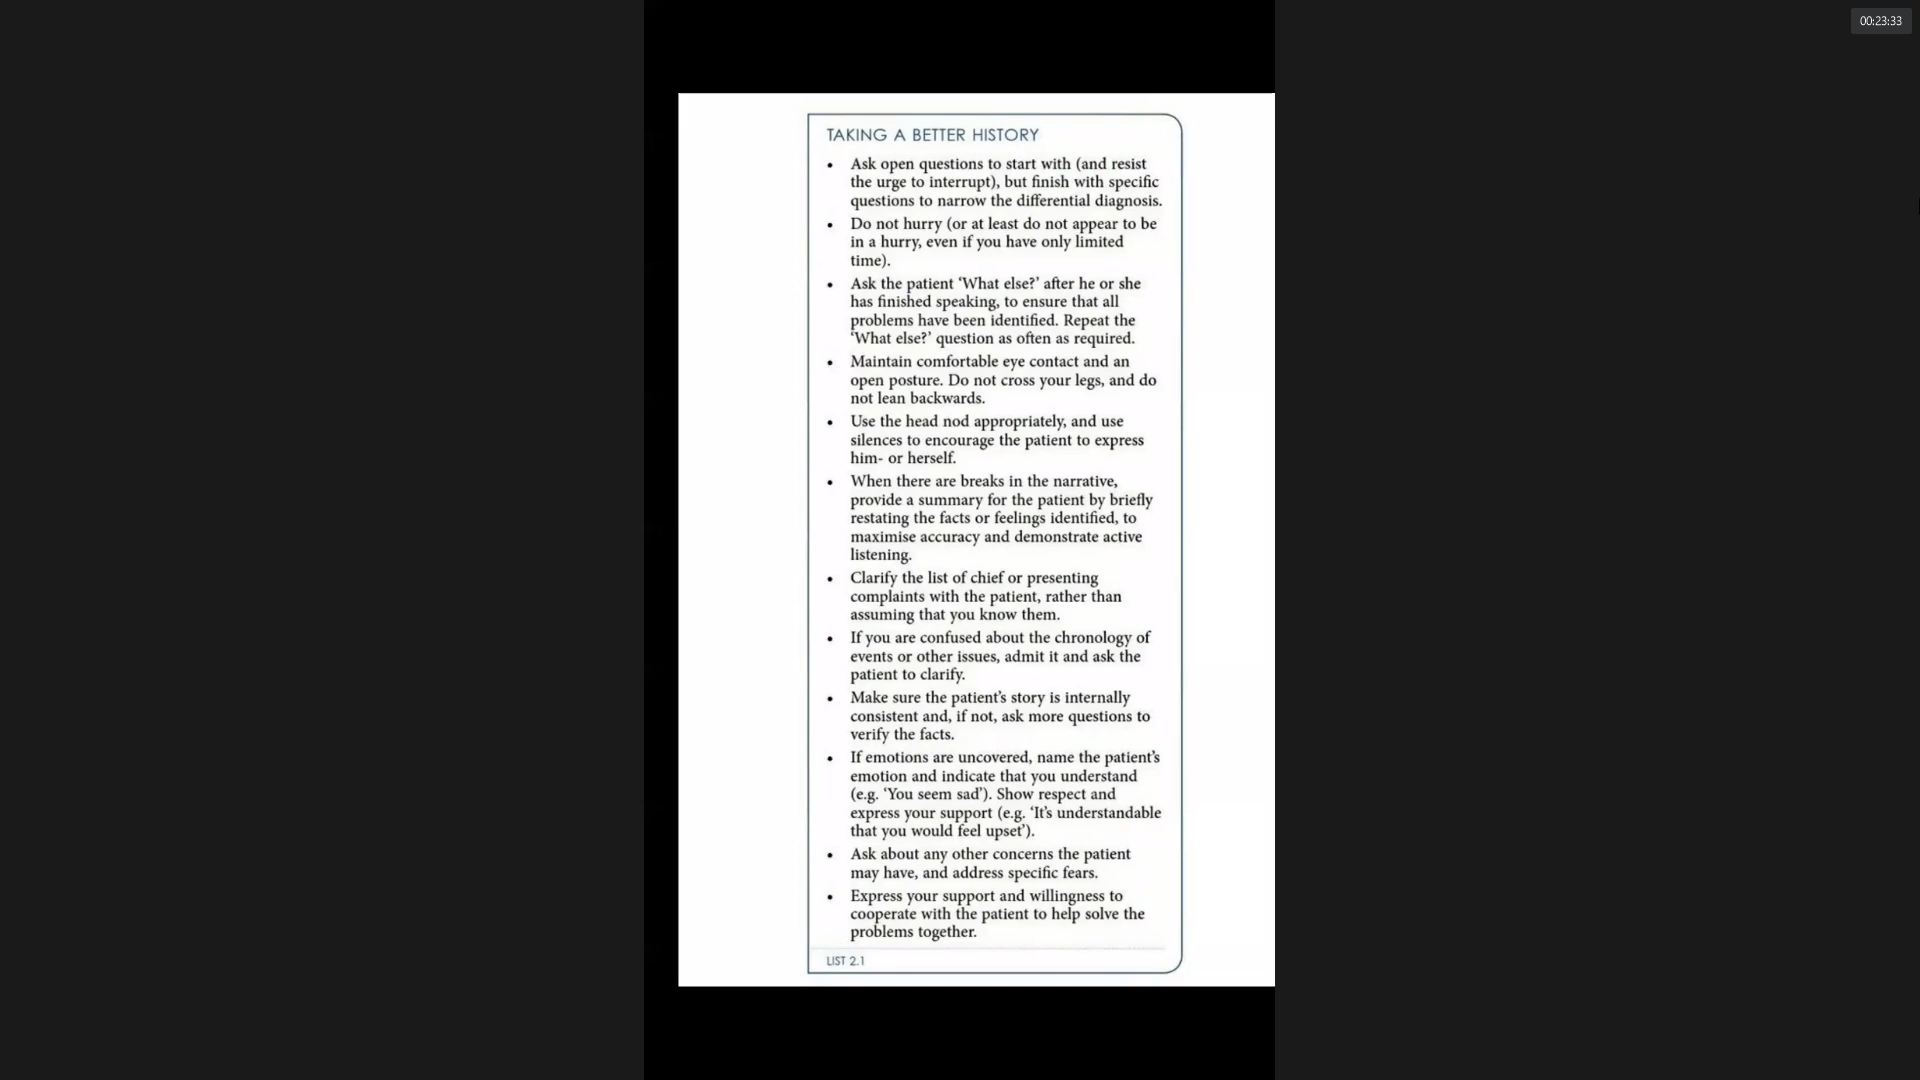 00:23:33
TAKING A BETTER HISTORY
• Ask open questions to start with (and resist
the urge to interrupt), but finish with specific
questions to narrow the differential diagnosis.
• Do not hurry (or at least do not appear to be
in a hurry, even if you have only limited
time).
• Ask the patient ‘What else?’ after he or she
has finished speaking, to ensure that all
problems have been identified. Repeat the
‘What else?’ question as often as required.
• Maintain comfortable eye contact and an
open posture. Do not cross your legs, and do
not lean backwards.
• Use the head nod appropriately, and use
silences to encourage the patient to express
him- or herself.
• When there are breaks in the narrative,
provide a summary for the patient by briefly
restating the facts or feelings identified, to
maximise accuracy and demonstrate active
listening.
• Clarify the list of chief or presenting
complaints with the patient, rather than
assuming that you know them.
• If you are confused about the chronology of
events or other issues, admit it and ask the
patient to clarify.
• Make sure the patient’s story is internally
consistent and, if not, ask more questions to
verify the facts.
• If emotions are uncovered, name the patient’s
emotion and indicate that you understand
(e.g. ‘You seem sad’). Show respect and
express your support (e.g. ‘It’s understandable
that you would feel upset’).
• Ask about any other concerns the patient
may have, and address specific fears.
• Express your support and willingness to
cooperate with the patient to help solve the
problems together.
LIST 2.1